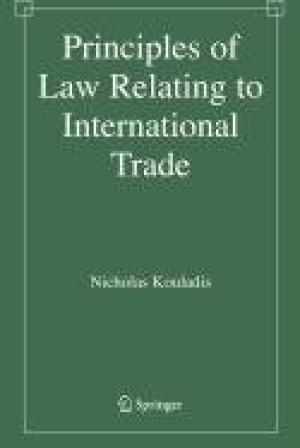 Principles of
Law Relating to
International
Trade
Nicholas Kouladis
Springer